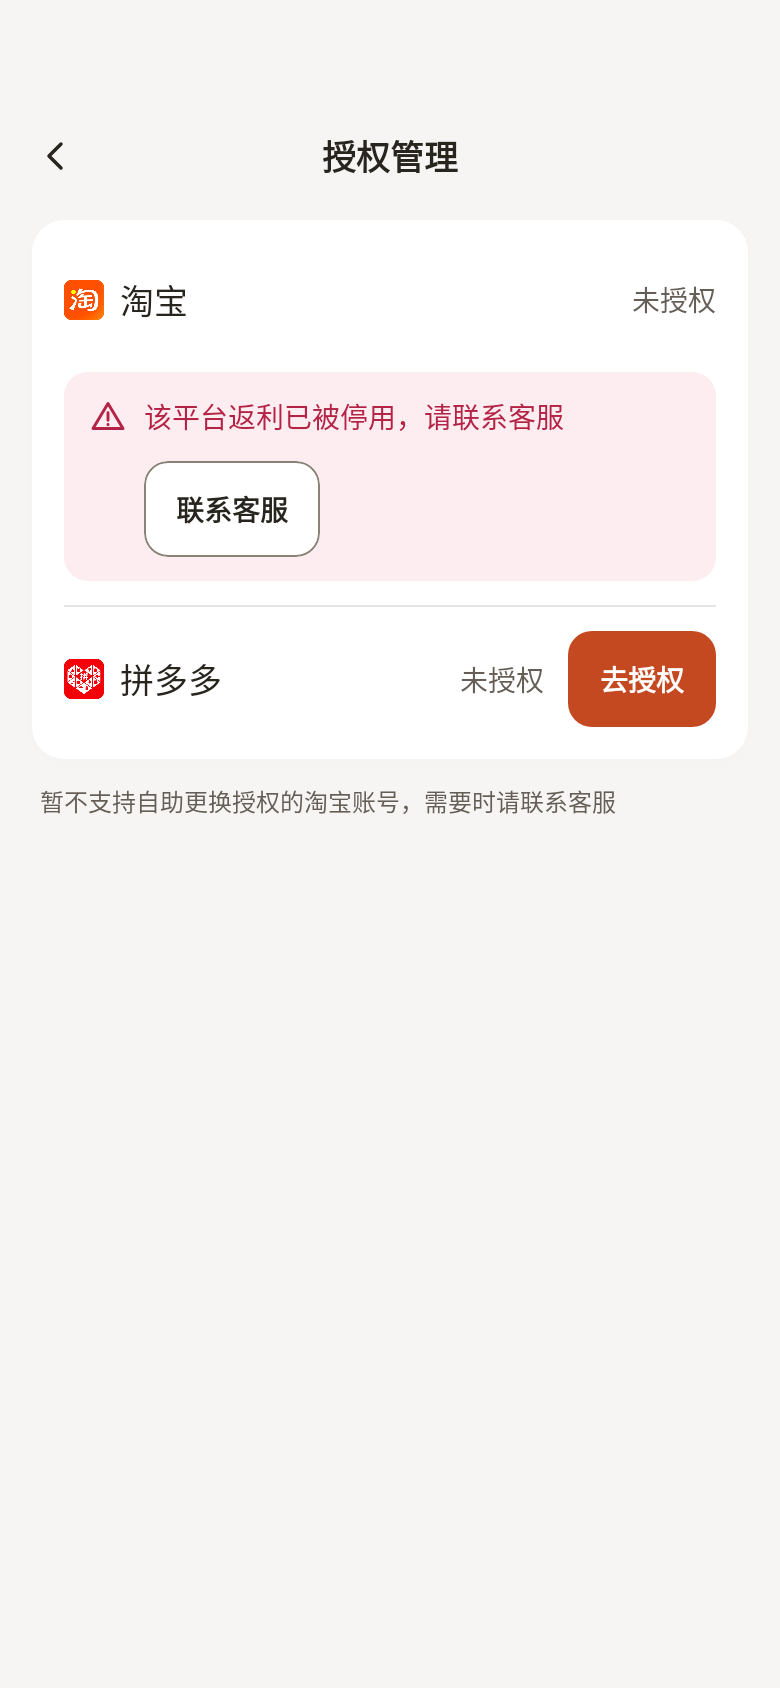 授权管理
淘 淘宝 未授权
该平台返利已被停用，请联系客服
联系客服
拼多多 未授权 去授权
暂不支持自助更换授权的淘宝账号，需要时请联系客服